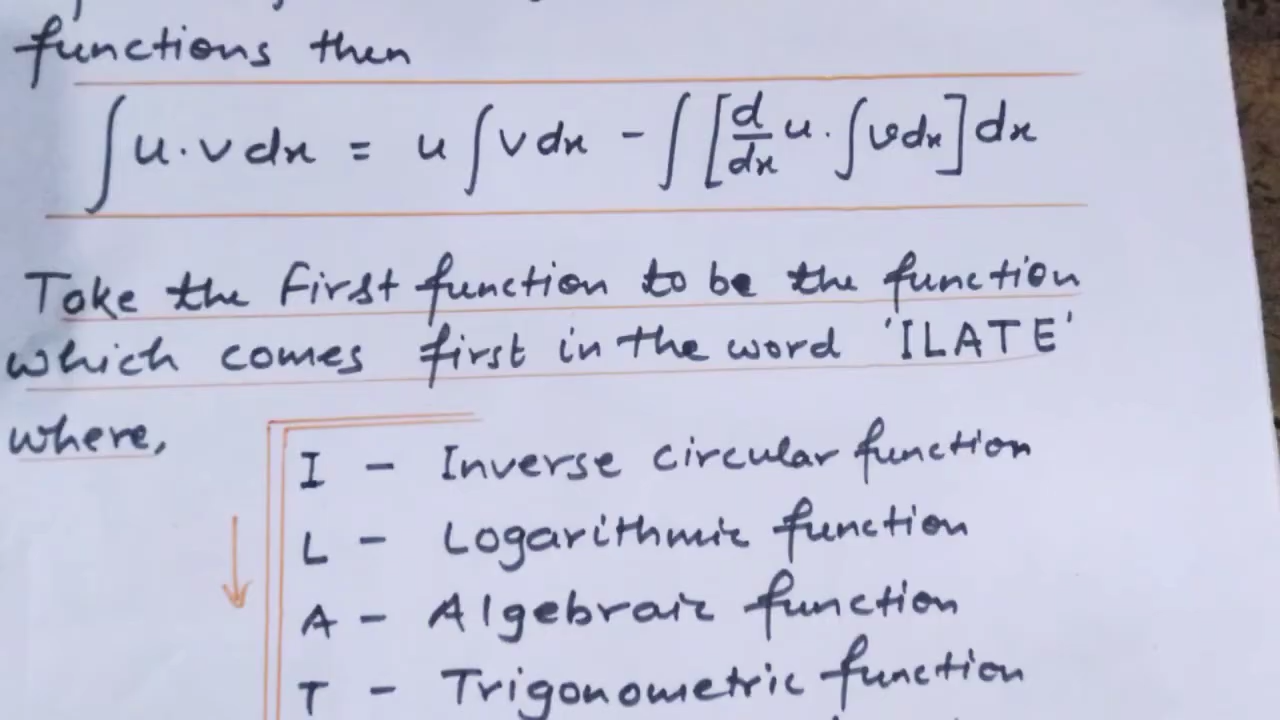 functions then
∫ u.v dx = u ∫ v dx - ∫ [d/dx u. ∫ v dx] dx
Take the first function to be the function
which comes first in the word 'ILATE'
where,
I - Inverse circular function
L - Logarithmic function
A - Algebraic function
T - Trigonometric function